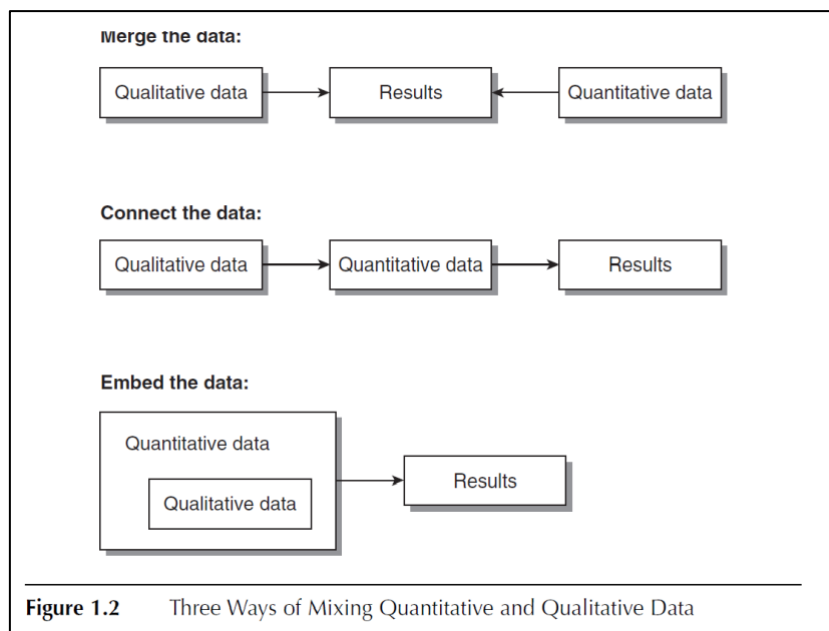 Merge the data:
Qualitative data
Results
Quantitative data
Connect the data:
Qualitative data
Quantitative data
Results
Embed the data:
Quantitative data
Qualitative data
Results
Figure 1.2 Three Ways of Mixing Quantitative and Qualitative Data